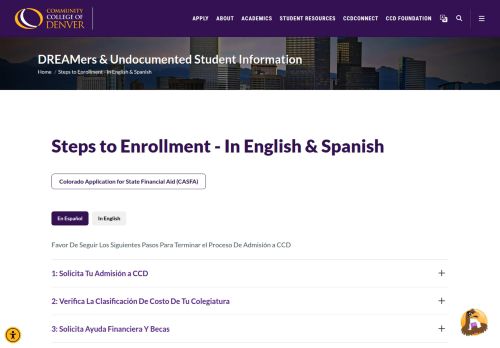 COMMUNITY
COLLEGE OF
DENVER
APPLY ABOUT ACADEMICS STUDENT RESOURCES CCDCONNECT CCD FOUNDATION
DREAMers & Undocumented Student Information
Home / Steps to Enrollment - In English & Spanish
Steps to Enrollment - In English & Spanish
Colorado Application for State Financial Aid (CASFA)
En Español In English
Favor De Seguir Los Siguientes Pasos Para Terminar el Proceso De Admisión a CCD
1: Solicita Tu Admisión a CCD
2: Verifica La Clasificación De Costo De Tu Colegiatura
3: Solicita Ayuda Financiera Y Becas